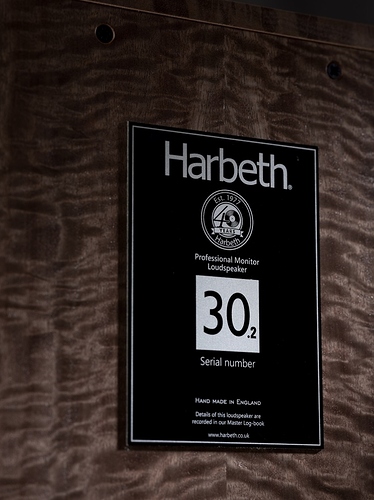 Harbeth®
Est. 1977
40
YEARS
Harbeth
Professional Monitor
Loudspeaker
30.2
Serial number
HAND MADE IN ENGLAND
Details of this loudspeaker are
recorded in our Master Log-book
www.harbeth.co.uk